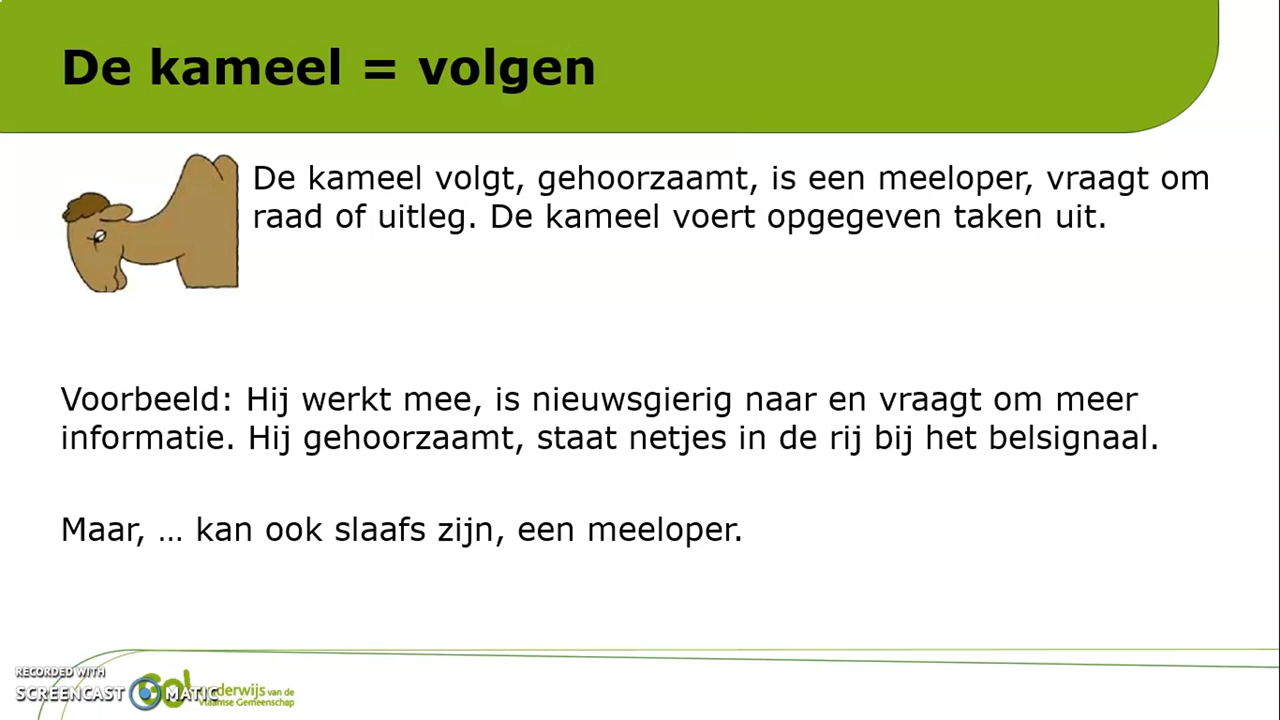 De kameel = volgen
De kameel volgt, gehoorzaamt, is een meeloper, vraagt om
raad of uitleg. De kameel voert opgegeven taken uit.
Voorbeeld: Hij werkt mee, is nieuwsgierig naar en vraagt om meer
informatie. Hij gehoorzaamt, staat netjes in de rij bij het belsignaal.
Maar, … kan ook slaafs zijn, een meeloper.
RECORDED WITH
SCREENCAST MATIC
van de
Vlaamse Gemeenschap